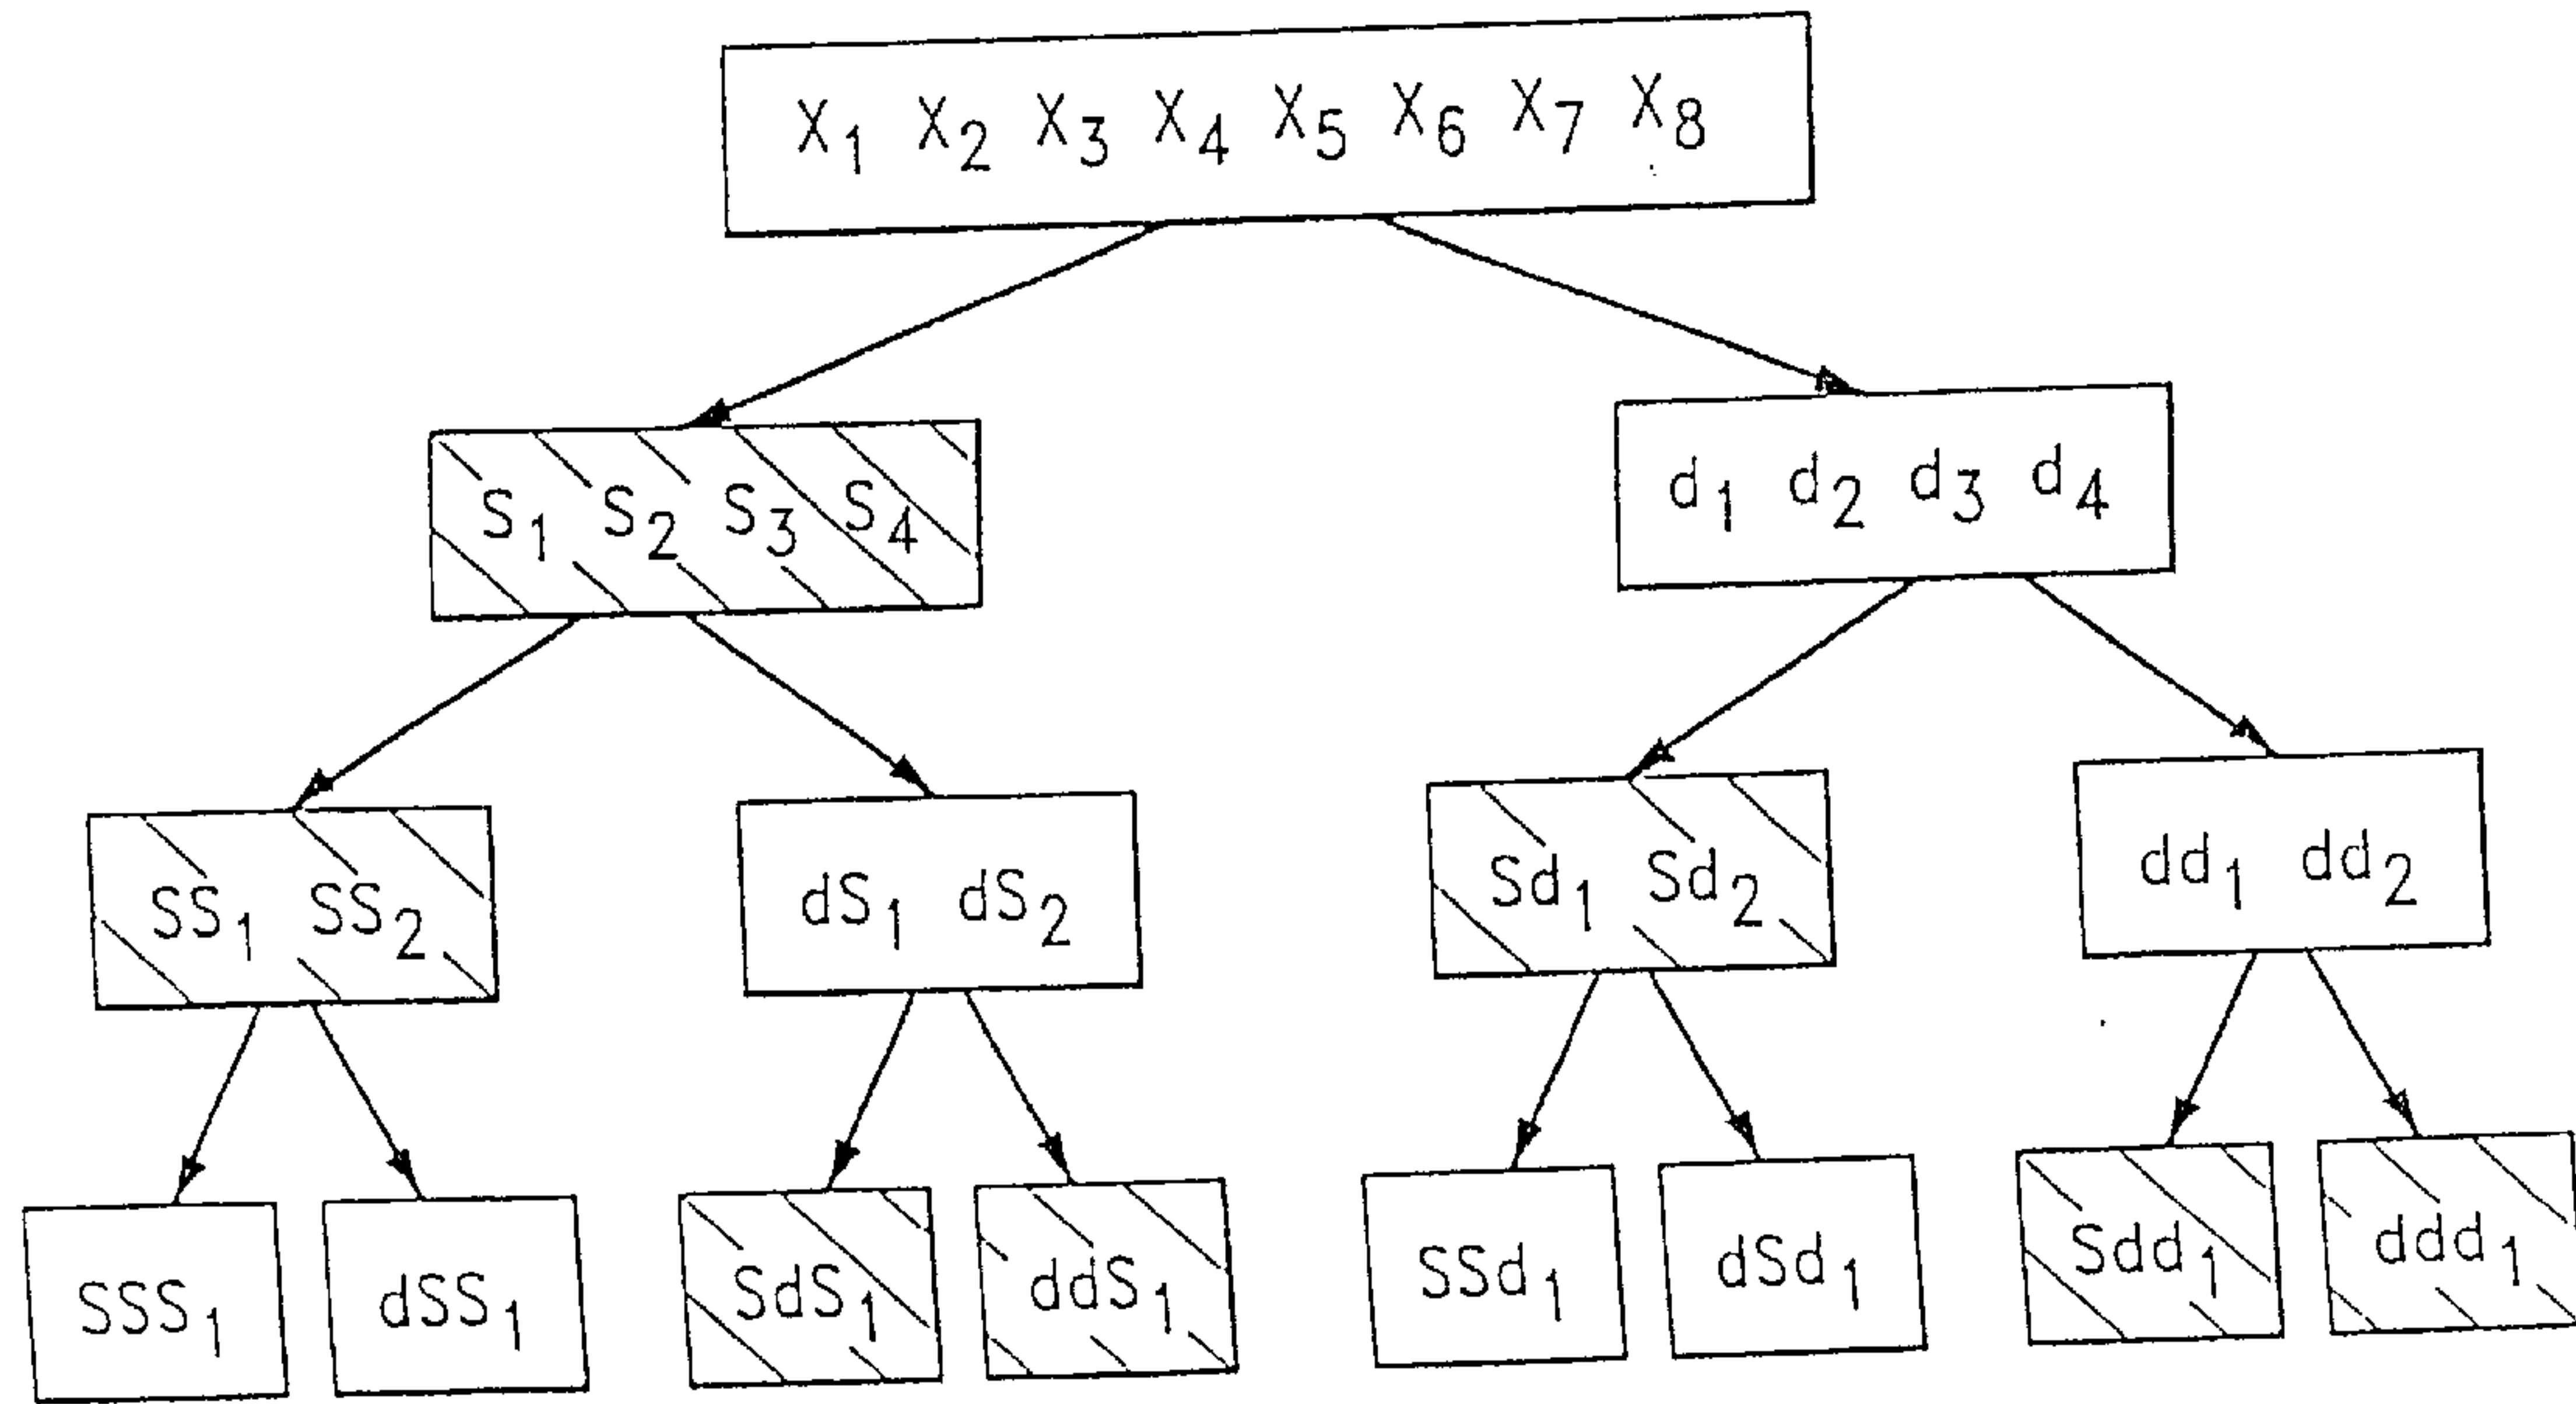 X₁ X₂ X₃ X₄ X₅ X₆ X₇ X₈
S₁ S₂ S₃ S₄ d₁ d₂ d₃ d₄
SS₁ SS₂ dS₁ dS₂ Sd₁ Sd₂ dd₁ dd₂
SSS₁ dSS₁ SdS₁ ddS₁ SSd₁ dSd₁ Sdd₁ ddd₁